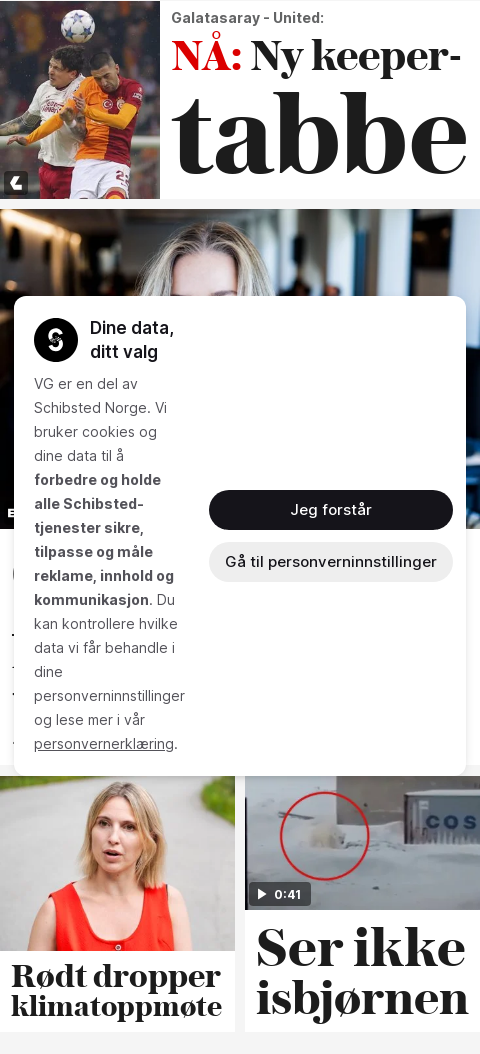 Galatasaray - United:
NÅ: Ny keeper-
tabbe
Dine data,
ditt valg
VG er en del av
Schibsted Norge. Vi
bruker cookies og
dine data til å
forbedre og holde
alle Schibsted-
tjenester sikre,
tilpasse og måle
reklame, innhold og
kommunikasjon. Du
kan kontrollere hvilke
data vi får behandle i
dine
personverninnstillinger
og lese mer i vår
personvernerklæring.
Jeg forstår
Gå til personverninnstillinger
COS
0:41
Rødt dropper
klimatoppmøte
Ser ikke
isbjørnen